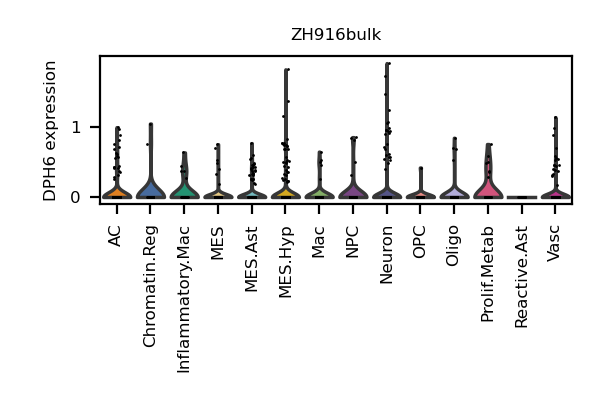 ZH916bulk
DPH6 expression
1
0
AC
Chromatin.Reg
Inflammatory.Mac
MES
MES.Ast
MES.Hyp
Mac
NPC
Neuron
OPC
Oligo
Prolif.Metab
Reactive.Ast
Vasc